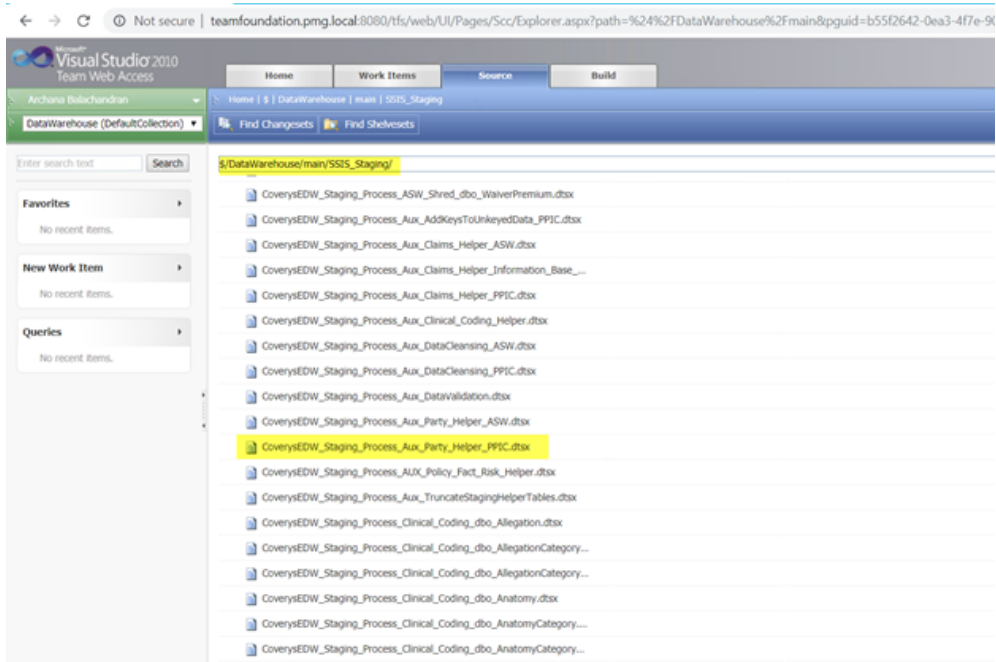 Not secure | teamfoundation.pmg.local:8080/tfs/web/UI/Pages/Scc/Explorer.aspx?path=%24%2FDataWarehouse%2Fmain&pguid=b55f2642-0ea3-4f7e-90
Microsoft
Visual Studio 2010
Team Web Access
Home
Work Items
Source
Build
Archana Balachandran
Home | $ | DataWarehouse | main | SSIS_Staging
DataWarehouse (DefaultCollection)
Find Changesets
Find Shelvesets
Enter search text
Search
$/DataWarehouse/main/SSIS_Staging/
Favorites
No recent items.
New Work Item
No recent items.
Queries
No recent items.
CoverysEDW_Staging_Process_ASW_Shred_dbo_WaiverPremium.dtsx
CoverysEDW_Staging_Process_Aux_AddKeysToUnkeyedData_PPIC.dtsx
CoverysEDW_Staging_Process_Aux_Claims_Helper_ASW.dtsx
CoverysEDW_Staging_Process_Aux_Claims_Helper_Information_Base_...
CoverysEDW_Staging_Process_Aux_Claims_Helper_PPIC.dtsx
CoverysEDW_Staging_Process_Aux_Clinical_Coding_Helper.dtsx
CoverysEDW_Staging_Process_Aux_DataCleansing_ASW.dtsx
CoverysEDW_Staging_Process_Aux_DataCleansing_PPIC.dtsx
CoverysEDW_Staging_Process_Aux_DataValidation.dtsx
CoverysEDW_Staging_Process_Aux_Party_Helper_ASW.dtsx
CoverysEDW_Staging_Process_Aux_Party_Helper_PPIC.dtsx
CoverysEDW_Staging_Process_AUX_Policy_Fact_Risk_Helper.dtsx
CoverysEDW_Staging_Process_Aux_TruncateStagingHelperTables.dtsx
CoverysEDW_Staging_Process_Clinical_Coding_dbo_Allegation.dtsx
CoverysEDW_Staging_Process_Clinical_Coding_dbo_AllegationCategory...
CoverysEDW_Staging_Process_Clinical_Coding_dbo_AllegationCategory...
CoverysEDW_Staging_Process_Clinical_Coding_dbo_Anatomy.dtsx
CoverysEDW_Staging_Process_Clinical_Coding_dbo_AnatomyCategory....
CoverysEDW_Staging_Process_Clinical_Coding_dbo_AnatomyCategory...